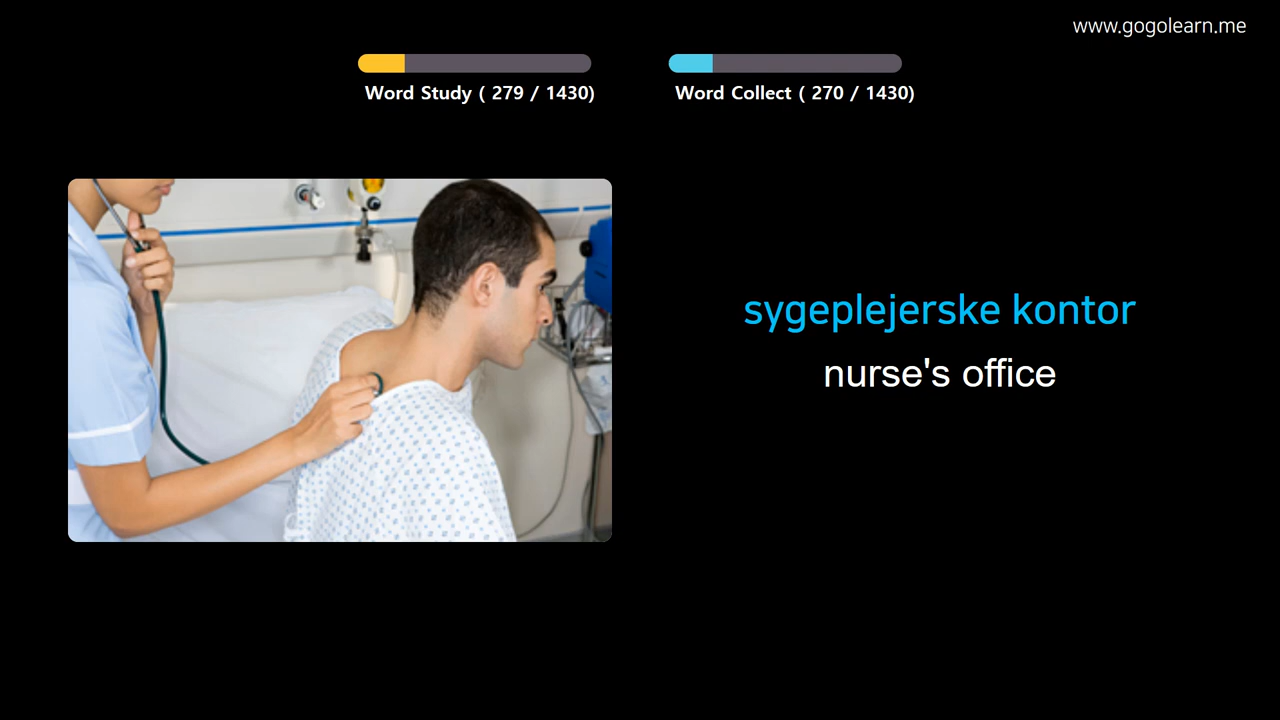 www.gogolearn.me
Word Study ( 279 / 1430)
Word Collect ( 270 / 1430)
sygeplejerske kontor
nurse's office